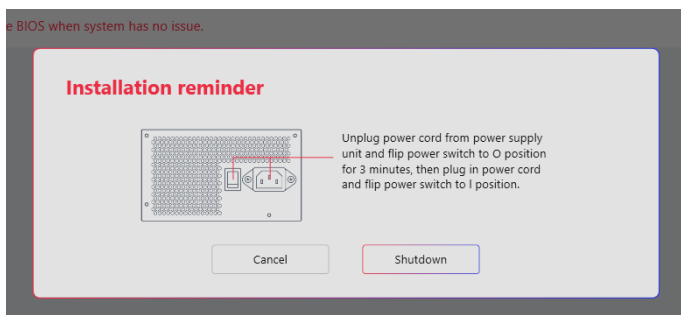 e BIOS when system has no issue.
Installation reminder
Unplug power cord from power supply
unit and flip power switch to O position
for 3 minutes, then plug in power cord
and flip power switch to I position.
Cancel
Shutdown